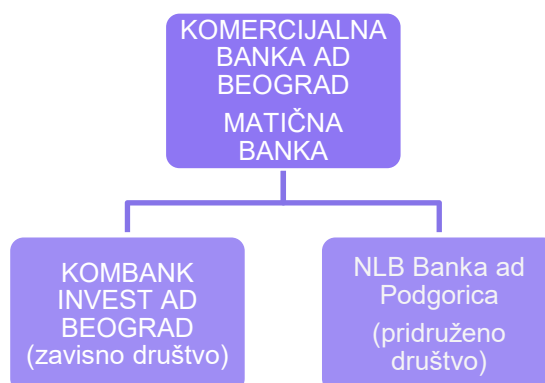 KOMERCIJALNA
BANKA AD
BEOGRAD
MATIČNA
BANKA
KOMBANK
INVEST AD
BEOGRAD
(zavisno društvo)
NLB Banka ad
Podgorica
(pridruženo
društvo)